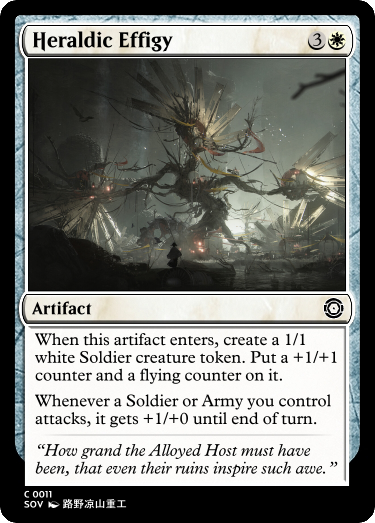 Heraldic Effigy 3
Artifact
When this artifact enters, create a 1/1
white Soldier creature token. Put a +1/+1
counter and a flying counter on it.
Whenever a Soldier or Army you control
attacks, it gets +1/+0 until end of turn.
“How grand the Alloyed Host must have
been, that even their ruins inspire such awe.”
C 0011
SOV 路野凉山重工